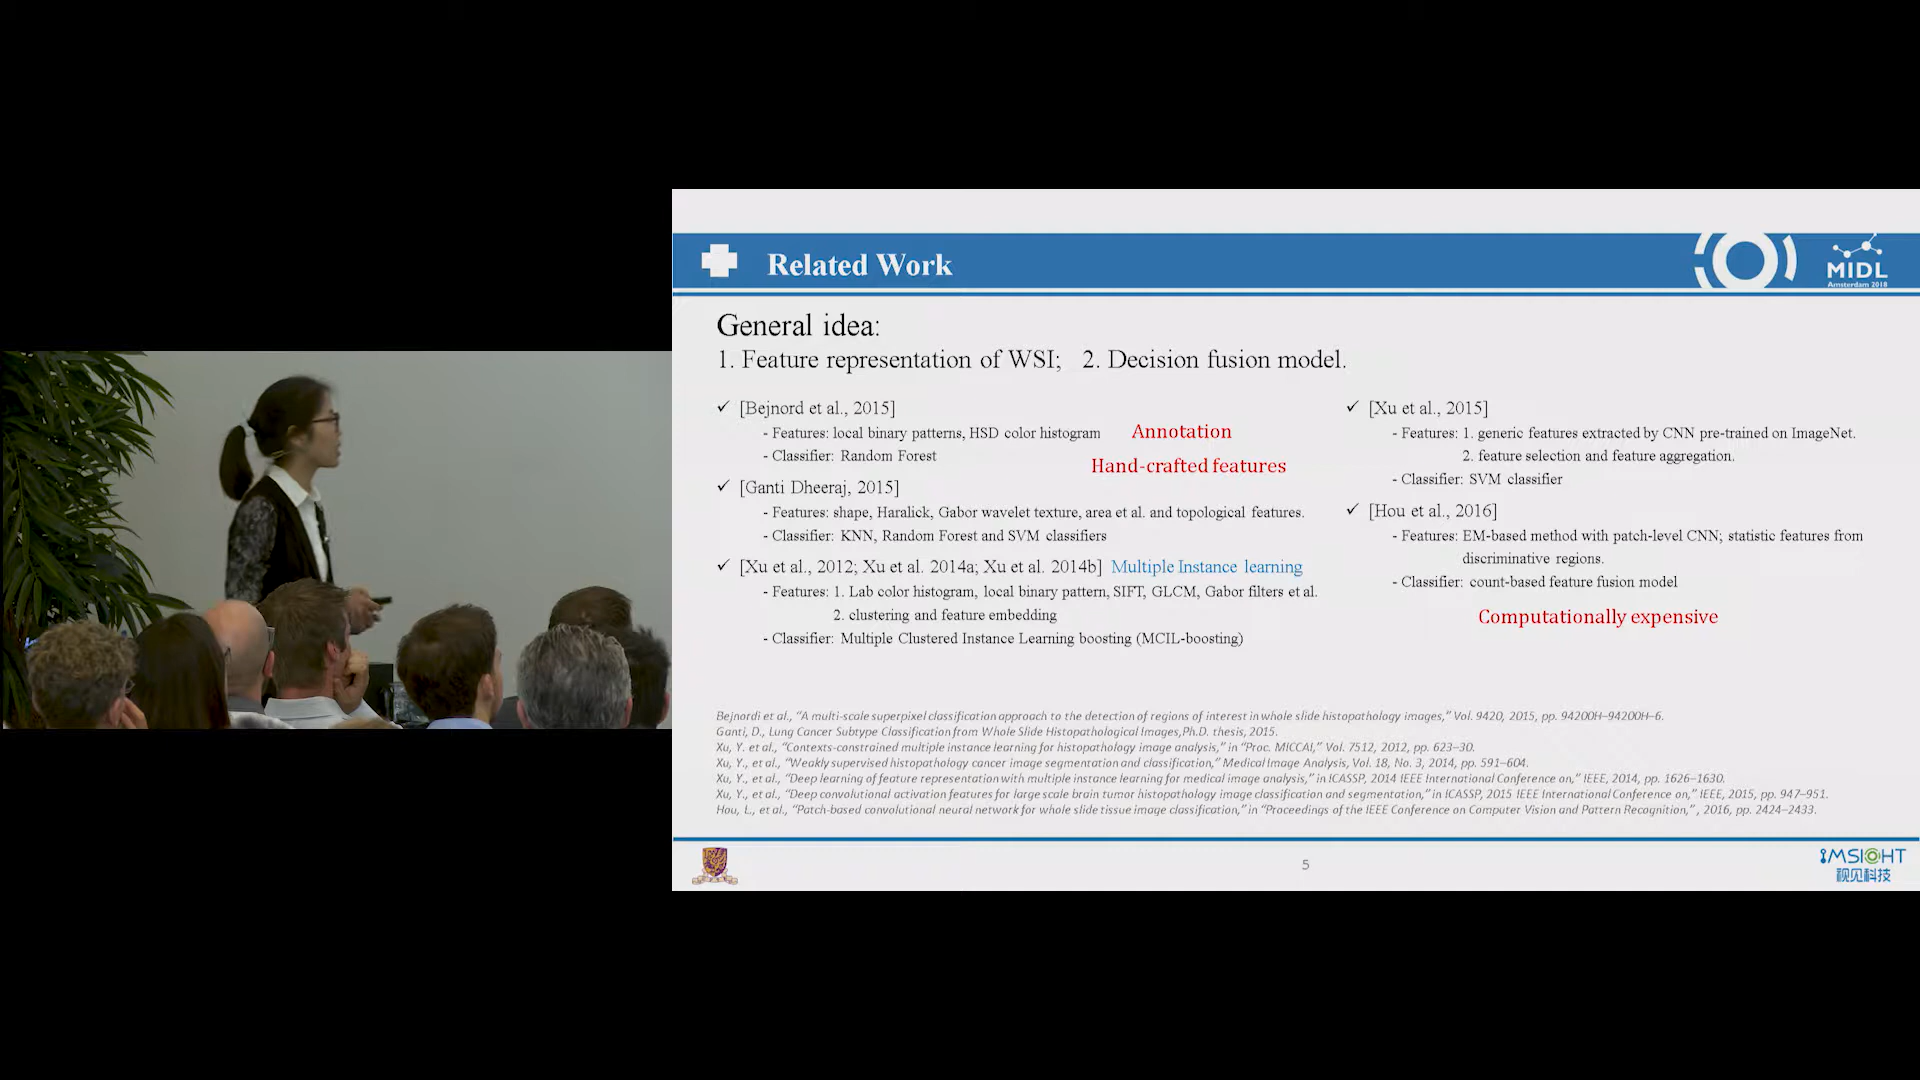 Related Work
MIDL
Amsterdam 2018
General idea:
1. Feature representation of WSI; 2. Decision fusion model.
✓ [Bejnord et al., 2015]
- Features: local binary patterns, HSD color histogram
Annotation
- Classifier: Random Forest
Hand-crafted features
✓ [Ganti Dheeraj, 2015]
- Features: shape, Haralick, Gabor wavelet texture, area et al. and topological features.
- Classifier: KNN, Random Forest and SVM classifiers
✓ [Xu et al., 2012; Xu et al. 2014a; Xu et al. 2014b] Multiple Instance learning
- Features: 1. Lab color histogram, local binary pattern, SIFT, GLCM, Gabor filters et al.
2. clustering and feature embedding
- Classifier: Multiple Clustered Instance Learning boosting (MCIL-boosting)
✓ [Xu et al., 2015]
- Features: 1. generic features extracted by CNN pre-trained on ImageNet.
2. feature selection and feature aggregation.
- Classifier: SVM classifier
✓ [Hou et al., 2016]
- Features: EM-based method with patch-level CNN; statistic features from
discriminative regions.
- Classifier: count-based feature fusion model
Computationally expensive
Bejnordi et al., “A multi-scale superpixel classification approach to the detection of regions of interest in whole slide histopathology images,” Vol. 9420, 2015, pp. 94200H–94200H–6.
Ganti, D., Lung Cancer Subtype Classification from Whole Slide Histopathological Images,Ph.D. thesis, 2015.
Xu, Y. et al., “Contexts-constrained multiple instance learning for histopathology image analysis,” in “Proc. MICCAI,” Vol. 7512, 2012, pp. 623–30.
Xu, Y., et al., “Weakly supervised histopathology cancer image segmentation and classification,” Medical Image Analysis, Vol. 18, No. 3, 2014, pp. 591–604.
Xu, Y., et al., “Deep learning of feature representation with multiple instance learning for medical image analysis,” in ICASSP, 2014 IEEE International Conference on,” IEEE, 2014, pp. 1626–1630.
Xu, Y., et al., “Deep convolutional activation features for large scale brain tumor histopathology image classification and segmentation,” in ICASSP, 2015 IEEE International Conference on,” IEEE, 2015, pp. 947–951.
Hou, L., et al., “Patch-based convolutional neural network for whole slide tissue image classification,” in “Proceedings of the IEEE Conference on Computer Vision and Pattern Recognition,” , 2016, pp. 2424–2433.
5
iMSIGHT
视见科技